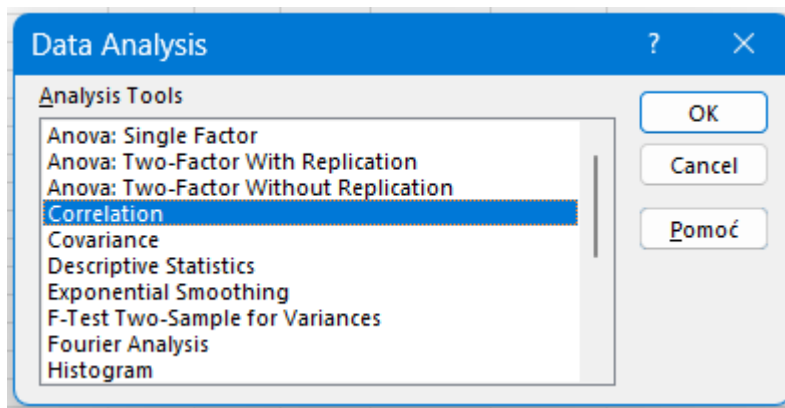 Data Analysis
?
Analysis Tools
OK
Cancel
Pomoć
Anova: Single Factor
Anova: Two-Factor With Replication
Anova: Two-Factor Without Replication
Correlation
Covariance
Descriptive Statistics
Exponential Smoothing
F-Test Two-Sample for Variances
Fourier Analysis
Histogram